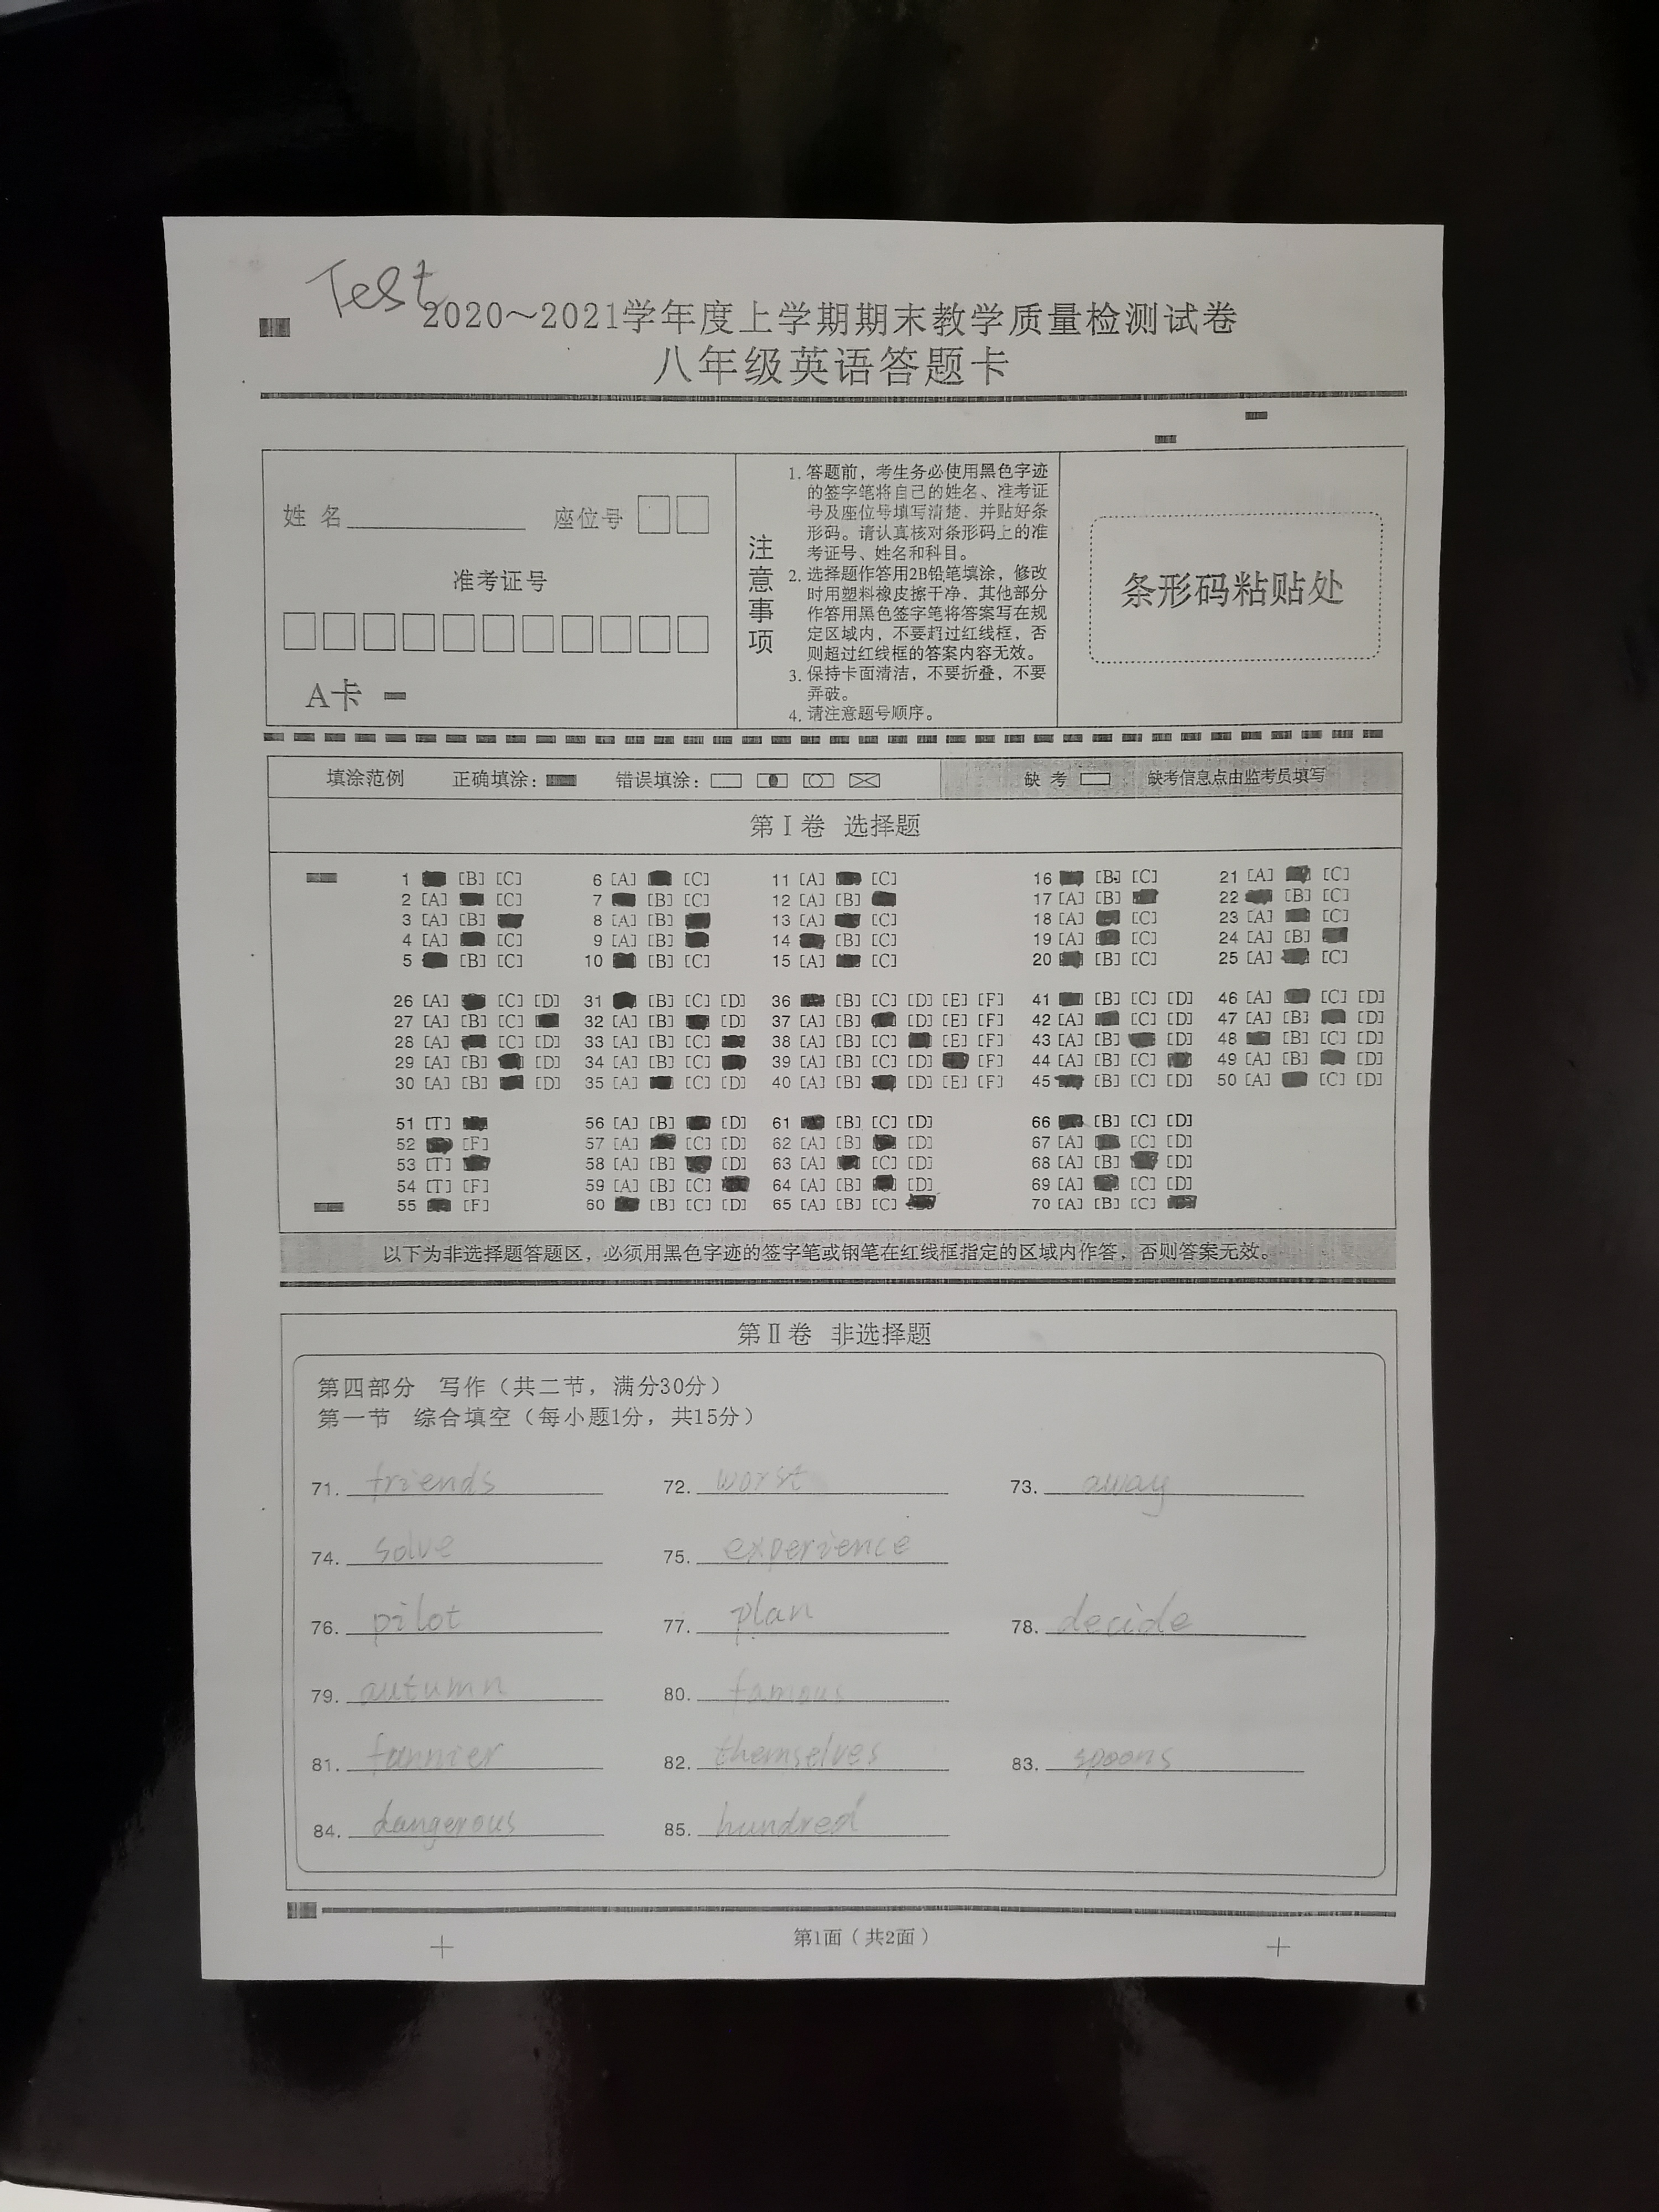 Test
2020～2021学年度上学期期末教学质量检测试卷
八年级英语答题卡
姓 名 座位号
准考证号
A卡
注意事项
1. 答题前，考生务必使用黑色字迹
的签字笔将自己的姓名、准考证
号及座位号填写清楚，并贴好条
形码。请认真核对条形码上的准
考证号、姓名和科目。
2. 选择题作答用2B铅笔填涂，修改
时用塑料橡皮擦干净。其他部分
作答用黑色签字笔将答案写在规
定区域内，不要超过红线框，否
则超过红线框的答案内容无效。
3. 保持卡面清洁，不要折叠，不要
弄破。
4. 请注意题号顺序。
条形码粘贴处
填涂范例 正确填涂： 错误填涂： 缺 考 缺考信息点由监考员填写
第Ⅰ卷 选择题
1 [B] [C] 6 [A] [C] 11 [A] [C] 16 [B] [C] 21 [A] [C]
2 [A] [C] 7 [B] [C] 12 [A] [B] 17 [A] [B] 22 [B] [C]
3 [A] [B] 8 [A] [B] 13 [A] [C] 18 [A] [C] 23 [A] [C]
4 [A] [C] 9 [A] [B] 14 [B] [C] 19 [A] [C] 24 [A] [B]
5 [B] [C] 10 [B] [C] 15 [A] [C] 20 [B] [C] 25 [A] [C]
26 [A] [C] [D] 31 [B] [C] [D] 36 [B] [C] [D] [E] [F] 41 [B] [C] [D] 46 [A] [C] [D]
27 [A] [B] [C] 32 [A] [B] [D] 37 [A] [B] [D] [E] [F] 42 [A] [C] [D] 47 [A] [B] [D]
28 [A] [C] [D] 33 [A] [B] [C] 38 [A] [B] [C] [E] [F] 43 [A] [B] [D] 48 [B] [C] [D]
29 [A] [B] [D] 34 [A] [B] [C] 39 [A] [B] [C] [D] [F] 44 [A] [B] [C] 49 [A] [B] [D]
30 [A] [B] [D] 35 [A] [C] [D] 40 [A] [B] [D] [E] [F] 45 [B] [C] [D] 50 [A] [C] [D]
51 [T] 56 [A] [B] [D] 61 [B] [C] [D] 66 [B] [C] [D]
52 [F] 57 [A] [C] [D] 62 [A] [B] [D] 67 [A] [C] [D]
53 [T] 58 [A] [B] [D] 63 [A] [C] [D] 68 [A] [B] [D]
54 [T] [F] 59 [A] [B] [C] 64 [A] [B] [D] 69 [A] [C] [D]
55 [F] 60 [B] [C] [D] 65 [A] [B] [C] 70 [A] [B] [C]
以下为非选择题答题区，必须用黑色字迹的签字笔或钢笔在红线框指定的区域内作答，否则答案无效。
第Ⅱ卷 非选择题
第四部分 写作（共二节，满分30分）
第一节 综合填空（每小题1分，共15分）
71. friends 72. worst 73. away
74. solve 75. experience
76. pilot 77. plan 78. decide
79. autumn 80. famous
81. funnier 82. themselves 83. spoons
84. dangerous 85. hundred
第1面（共2面）